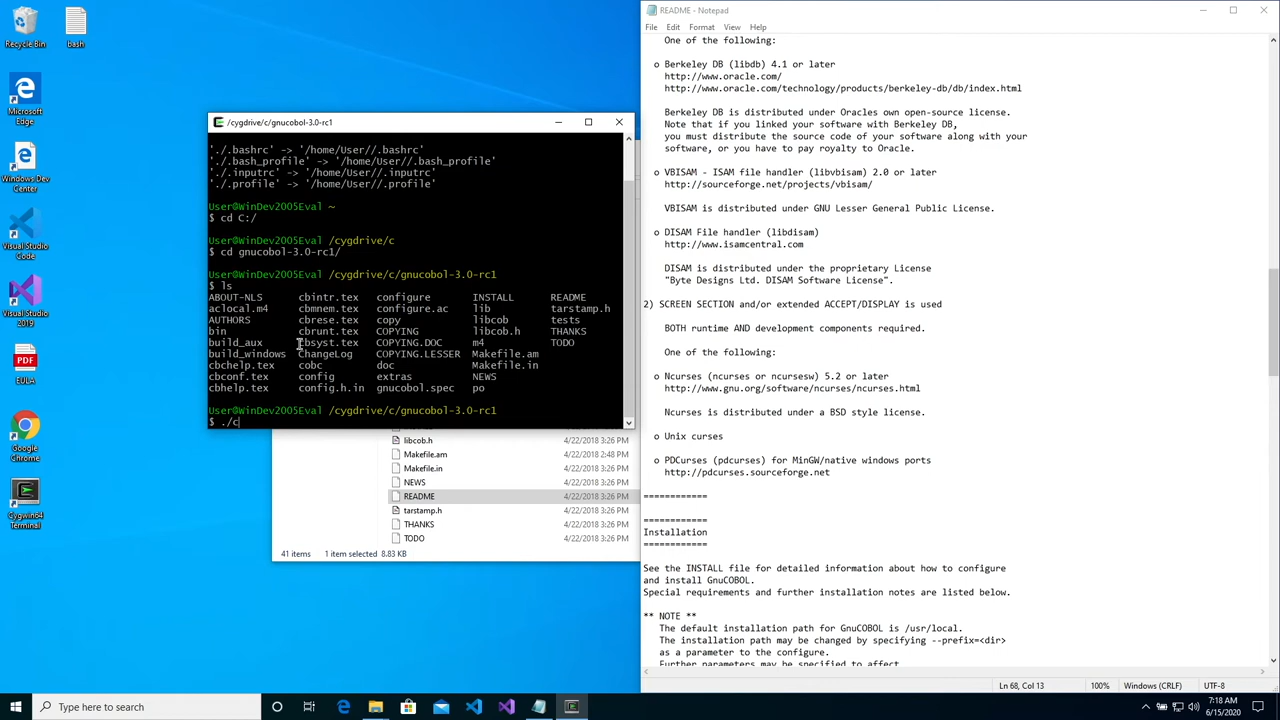 Recycle Bin
Bash
Microsoft
Edge
Windows Dev
Center
Visual Studio
Code
Visual Studio
2019
EULA
Google
Chrome
Cygwin64
Terminal
/cygdrive/c/gnucobol-3.0-rc1
'./.bashrc' -> '/home/User//.bashrc'
'./.bash_profile' -> '/home/User//.bash_profile'
'./.inputrc' -> '/home/User//.inputrc'
'./.profile' -> '/home/User//.profile'
User@WinDev2005Eval ~
$ cd C:/
User@WinDev2005Eval /cygdrive/c
$ cd gnucobol-3.0-rc1/
User@WinDev2005Eval /cygdrive/c/gnucobol-3.0-rc1
$ ls
ABOUT-NLS cbintr.tex configure INSTALL README
aclocal.m4 cbmnem.tex configure.ac lib tarstamp.h
AUTHORS cbrese.tex copy libcob tests
bin cbrunt.tex COPYING libcob.h THANKS
build_aux cbsyst.tex COPYING.DOC m4 TODO
build_windows ChangeLog COPYING.LESSER Makefile.am
cbchelp.tex cobc doc Makefile.in
cbconf.tex config extras NEWS
cbhelp.tex config.h.in gnucobol.spec po
User@WinDev2005Eval /cygdrive/c/gnucobol-3.0-rc1
$ ./c
libcob.h 4/22/2018 3:26 PM
Makefile.am 4/22/2018 2:48 PM
Makefile.in 4/22/2018 3:26 PM
NEWS 4/22/2018 3:26 PM
README 4/22/2018 3:26 PM
tarstamp.h 4/22/2018 3:26 PM
THANKS 4/22/2018 3:26 PM
TODO 4/22/2018 3:26 PM
41 items 1 item selected 8.83 KB
README - Notepad
File Edit Format View Help
One of the following:
o Berkeley DB (libdb) 4.1 or later
http://www.oracle.com/
http://www.oracle.com/technology/products/berkeley-db/db/index.html
Berkeley DB is distributed under Oracles own open-source license.
Note that if you linked your software with Berkeley DB,
you must distribute the source code of your software along with your
software, or you have to pay royalty to Oracle.
o VBISAM - ISAM file handler (libvbisam) 2.0 or later
http://sourceforge.net/projects/vbisam/
VBISAM is distributed under GNU Lesser General Public License.
o DISAM File handler (libdisam)
http://www.isamcentral.com
DISAM is distributed under the proprietary License
"Byte Designs Ltd. DISAM Software License".
2) SCREEN SECTION and/or extended ACCEPT/DISPLAY is used
BOTH runtime AND development components required.
One of the following:
o Ncurses (ncurses or ncursesw) 5.2 or later
http://www.gnu.org/software/ncurses/ncurses.html
Ncurses is distributed under a BSD style license.
o Unix curses
o PDCurses (pdcurses) for MinGW/native windows ports
http://pdcurses.sourceforge.net
============
============
Installation
============
See the INSTALL file for detailed information about how to configure
and install GnuCOBOL.
Special requirements and further installation notes are listed below.
** NOTE **
The default installation path for GnuCOBOL is /usr/local.
The installation path may be changed by specifying --prefix=<dir>
as a parameter to the configure.
Further parameters may be specified to affect
Ln 68, Col 13 100% Windows (CRLF) UTF-8
Type here to search
7:18 AM
6/15/2020